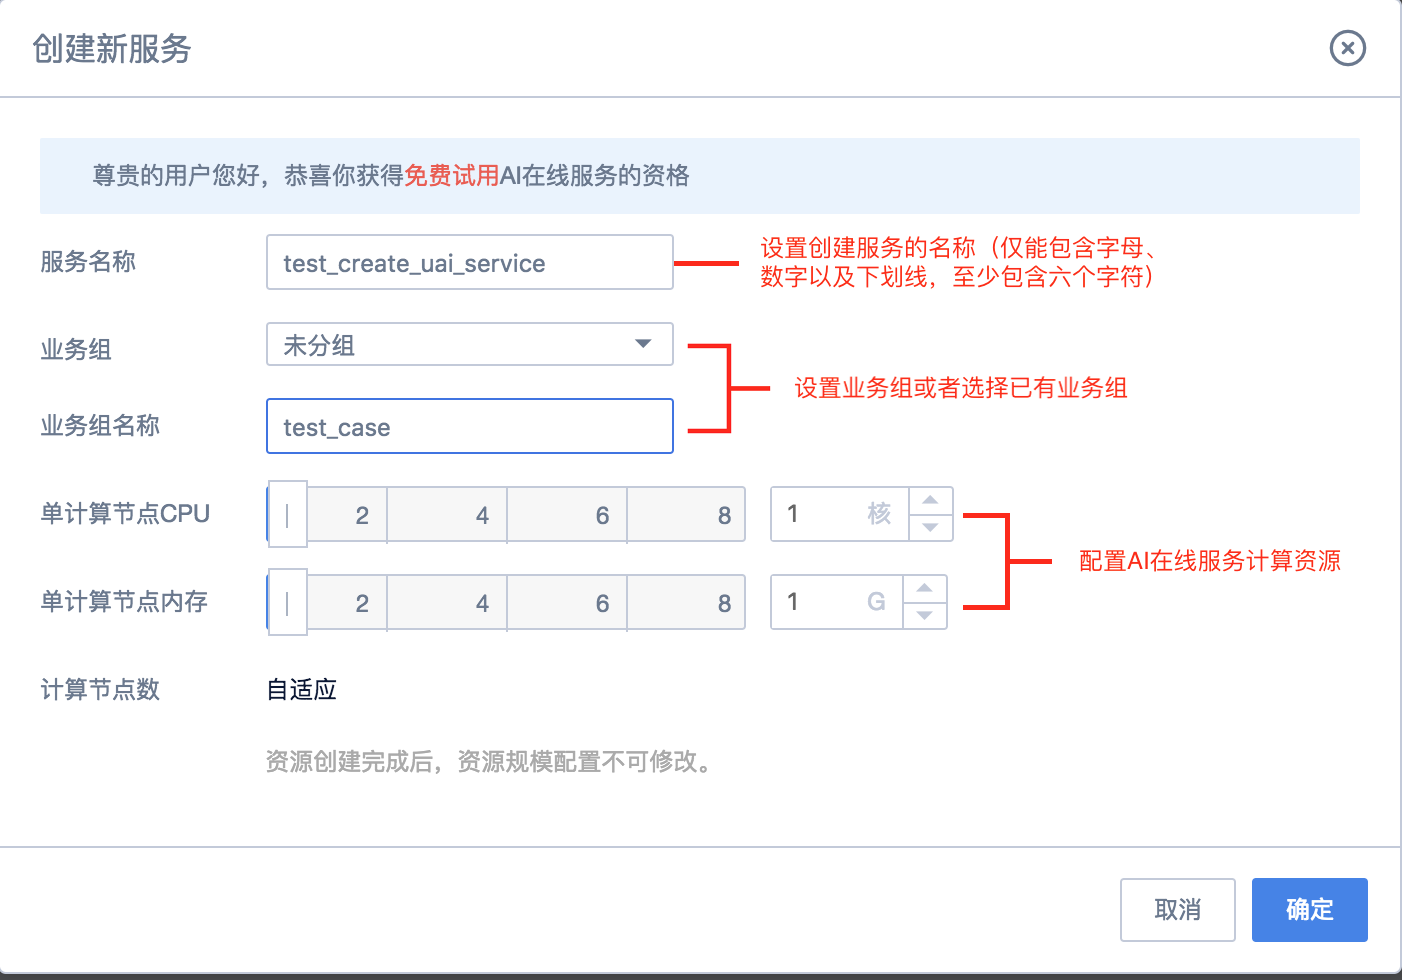 创建新服务
尊贵的用户您好，恭喜你获得免费试用AI在线服务的资格
服务名称
test_create_uai_service
设置创建服务的名称（仅能包含字母、
数字以及下划线，至少包含六个字符）
业务组
未分组
设置业务组或者选择已有业务组
业务组名称
test_case
单计算节点CPU
2 4 6 8
1 核
配置AI在线服务计算资源
单计算节点内存
2 4 6 8
1 G
计算节点数
自适应
资源创建完成后，资源规模配置不可修改。
取消
确定